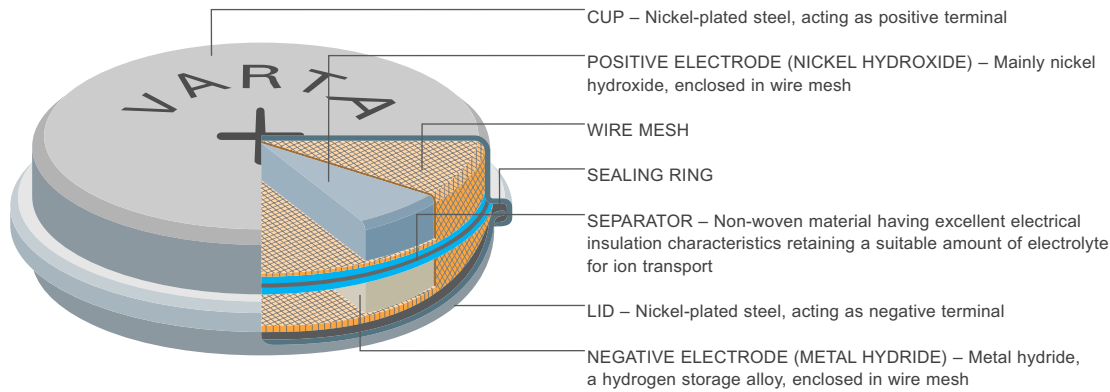 CUP – Nickel-plated steel, acting as positive terminal
VARTA
+
POSITIVE ELECTRODE (NICKEL HYDROXIDE) – Mainly nickel
hydroxide, enclosed in wire mesh
WIRE MESH
SEALING RING
SEPARATOR – Non-woven material having excellent electrical
insulation characteristics retaining a suitable amount of electrolyte
for ion transport
LID – Nickel-plated steel, acting as negative terminal
NEGATIVE ELECTRODE (METAL HYDRIDE) – Metal hydride,
a hydrogen storage alloy, enclosed in wire mesh